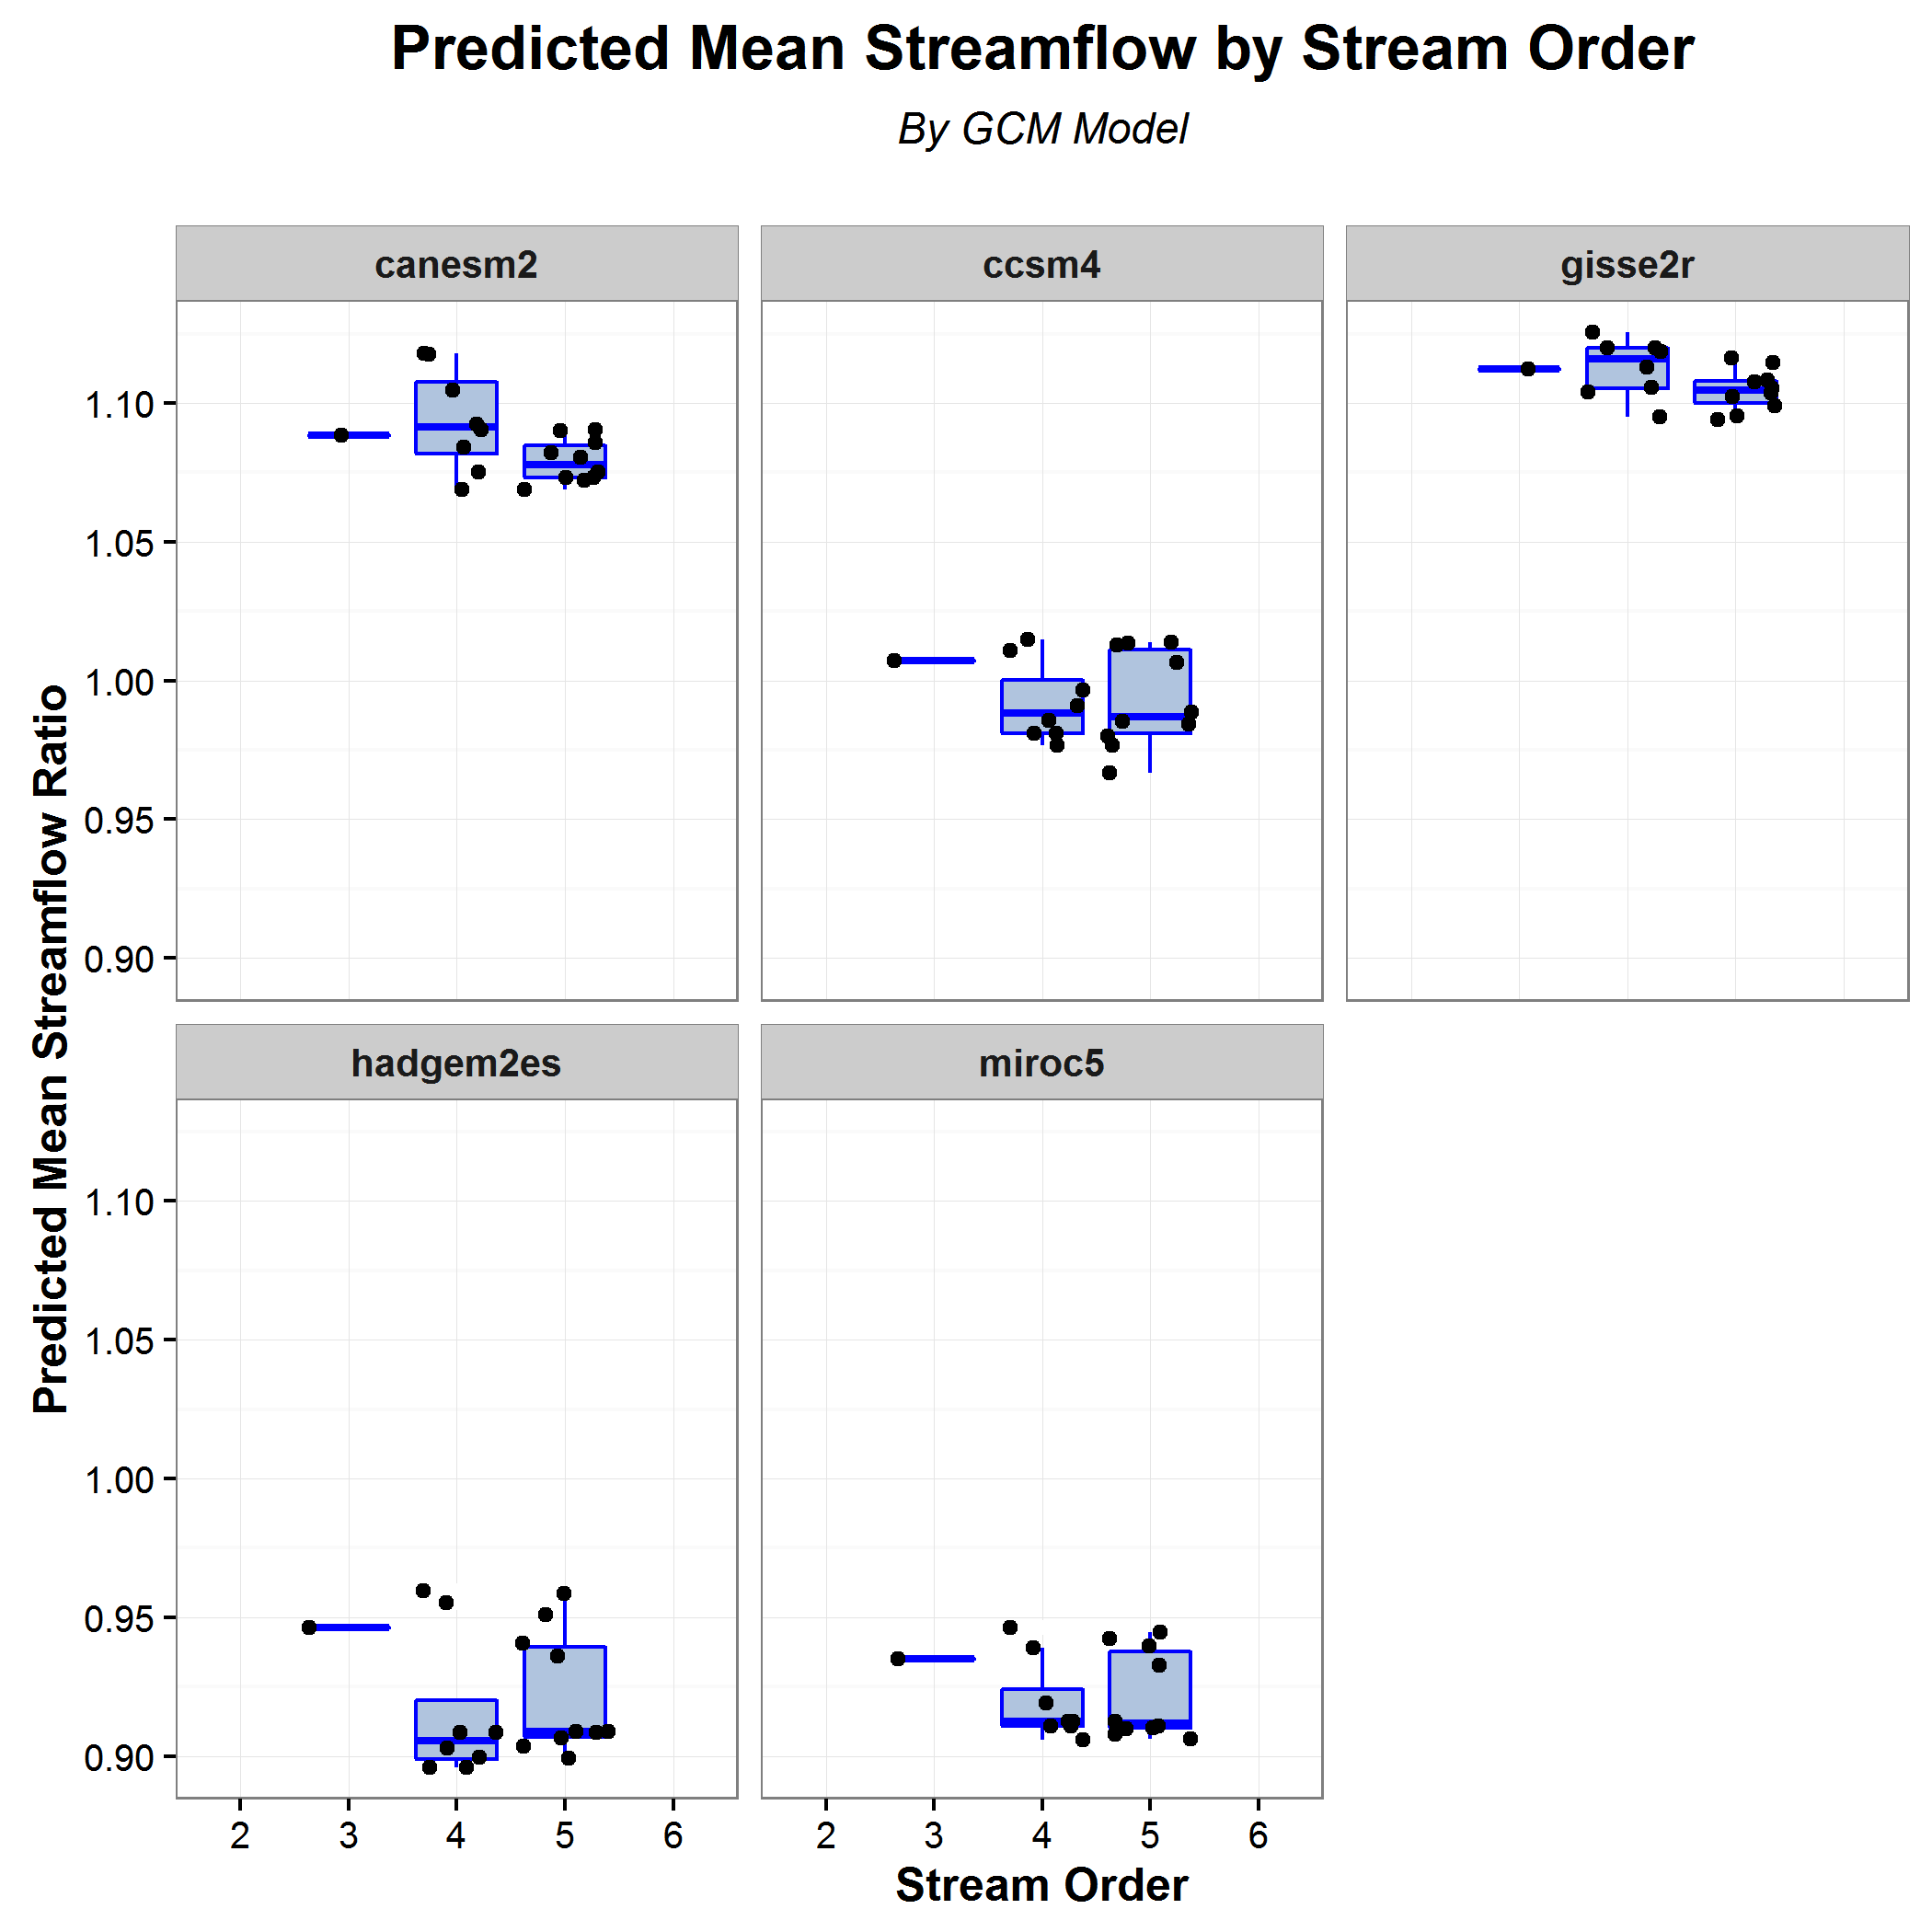 Predicted Mean Streamflow by Stream Order
By GCM Model
canesm2
ccsm4
gisse2r
1.10
1.05
1.00
0.95
0.90
Predicted Mean Streamflow Ratio
hadgem2es
miroc5
1.10
1.05
1.00
0.95
0.90
2 3 4 5 6
2 3 4 5 6
Stream Order